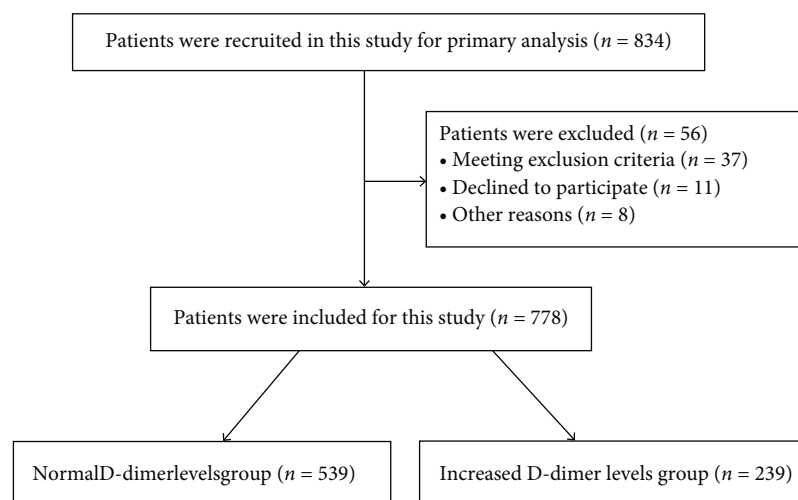 Patients were recruited in this study for primary analysis (n = 834)
Patients were excluded (n = 56)
• Meeting exclusion criteria (n = 37)
• Declined to participate (n = 11)
• Other reasons (n = 8)
Patients were included for this study (n = 778)
NormalD-dimerlevelsgroup (n = 539)
Increased D-dimer levels group (n = 239)